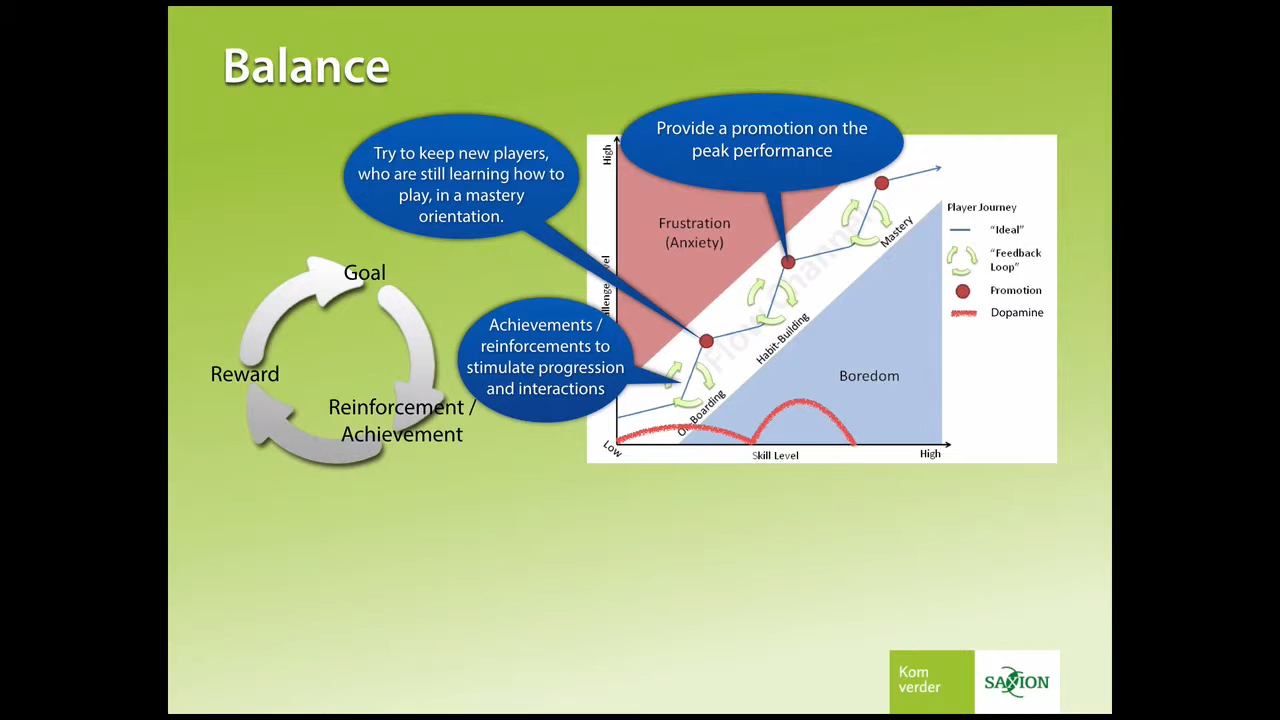 Balance
Try to keep new players,
who are still learning how to
play, in a mastery
orientation.
Provide a promotion on the
peak performance
Achievements /
reinforcements to
stimulate progression
and interactions
Goal
Reward
Reinforcement /
Achievement
High
Frustration
(Anxiety)
Mastery
Habit-Building
Boredom
Low
Skill Level
High
Player Journey
"Ideal"
"Feedback
Loop"
Promotion
Dopamine
Kom
verder
SAXION